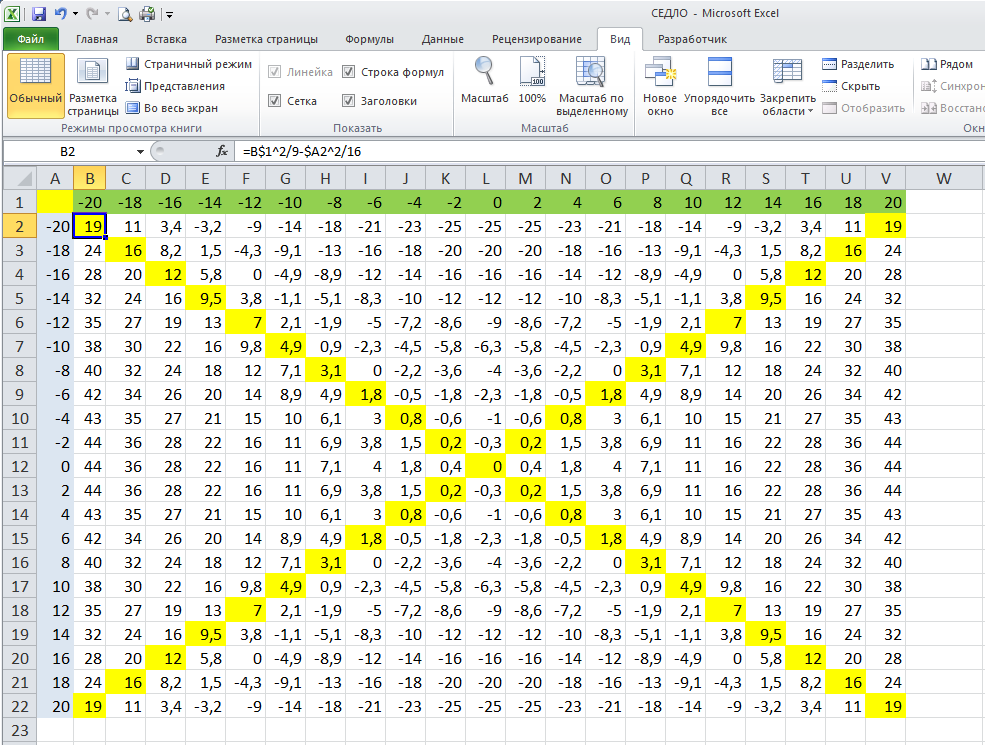 СЕДЛО - Microsoft Excel
Файл Главная Вставка Разметка страницы Формулы Данные Рецензирование Вид Разработчик
Обычный
Разметка страницы
Страничный режим
Представления
Во весь экран
Режимы просмотра книги
Линейка
Строка формул
Сетка
Заголовки
Показать
Масштаб
100
100%
Масштаб по выделенному
Масштаб
Новое окно
Упорядочить все
Закрепить области
Разделить
Скрыть
Отобразить
Рядом
Синхрон
Восстано
Окн
B2 fx =B$1^2/9-$A2^2/16
A B C D E F G H I J K L M N O P Q R S T U V W
1 -20 -18 -16 -14 -12 -10 -8 -6 -4 -2 0 2 4 6 8 10 12 14 16 18 20
2 -20 19 11 3,4 -3,2 -9 -14 -18 -21 -23 -25 -25 -25 -23 -21 -18 -14 -9 -3,2 3,4 11 19
3 -18 24 16 8,2 1,5 -4,3 -9,1 -13 -16 -18 -20 -20 -20 -18 -16 -13 -9,1 -4,3 1,5 8,2 16 24
4 -16 28 20 12 5,8 0 -4,9 -8,9 -12 -14 -16 -16 -16 -14 -12 -8,9 -4,9 0 5,8 12 20 28
5 -14 32 24 16 9,5 3,8 -1,1 -5,1 -8,3 -10 -12 -12 -12 -10 -8,3 -5,1 -1,1 3,8 9,5 16 24 32
6 -12 35 27 19 13 7 2,1 -1,9 -5 -7,2 -8,6 -9 -8,6 -7,2 -5 -1,9 2,1 7 13 19 27 35
7 -10 38 30 22 16 9,8 4,9 0,9 -2,3 -4,5 -5,8 -6,3 -5,8 -4,5 -2,3 0,9 4,9 9,8 16 22 30 38
8 -8 40 32 24 18 12 7,1 3,1 0 -2,2 -3,6 -4 -3,6 -2,2 0 3,1 7,1 12 18 24 32 40
9 -6 42 34 26 20 14 8,9 4,9 1,8 -0,5 -1,8 -2,3 -1,8 -0,5 1,8 4,9 8,9 14 20 26 34 42
10 -4 43 35 27 21 15 10 6,1 3 0,8 -0,6 -1 -0,6 0,8 3 6,1 10 15 21 27 35 43
11 -2 44 36 28 22 16 11 6,9 3,8 1,5 0,2 -0,3 0,2 1,5 3,8 6,9 11 16 22 28 36 44
12 0 44 36 28 22 16 11 7,1 4 1,8 0,4 0 0,4 1,8 4 7,1 11 16 22 28 36 44
13 2 44 36 28 22 16 11 6,9 3,8 1,5 0,2 -0,3 0,2 1,5 3,8 6,9 11 16 22 28 36 44
14 4 43 35 27 21 15 10 6,1 3 0,8 -0,6 -1 -0,6 0,8 3 6,1 10 15 21 27 35 43
15 6 42 34 26 20 14 8,9 4,9 1,8 -0,5 -1,8 -2,3 -1,8 -0,5 1,8 4,9 8,9 14 20 26 34 42
16 8 40 32 24 18 12 7,1 3,1 0 -2,2 -3,6 -4 -3,6 -2,2 0 3,1 7,1 12 18 24 32 40
17 10 38 30 22 16 9,8 4,9 0,9 -2,3 -4,5 -5,8 -6,3 -5,8 -4,5 -2,3 0,9 4,9 9,8 16 22 30 38
18 12 35 27 19 13 7 2,1 -1,9 -5 -7,2 -8,6 -9 -8,6 -7,2 -5 -1,9 2,1 7 13 19 27 35
19 14 32 24 16 9,5 3,8 -1,1 -5,1 -8,3 -10 -12 -12 -12 -10 -8,3 -5,1 -1,1 3,8 9,5 16 24 32
20 16 28 20 12 5,8 0 -4,9 -8,9 -12 -14 -16 -16 -16 -14 -12 -8,9 -4,9 0 5,8 12 20 28
21 18 24 16 8,2 1,5 -4,3 -9,1 -13 -16 -18 -20 -20 -20 -18 -16 -13 -9,1 -4,3 1,5 8,2 16 24
22 20 19 11 3,4 -3,2 -9 -14 -18 -21 -23 -25 -25 -25 -23 -21 -18 -14 -9 -3,2 3,4 11 19
23